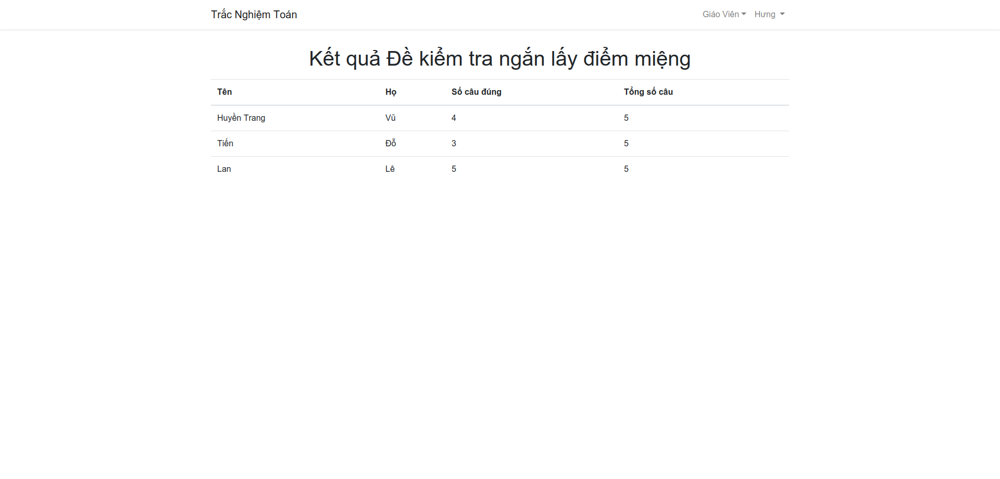 Trắc Nghiệm Toán Giáo Viên Hưng
Kết quả Đề kiểm tra ngắn lấy điểm miệng
Tên Họ Số câu đúng Tổng số câu
Huyền Trang Vũ 4 5
Tiến Đỗ 3 5
Lan Lê 5 5